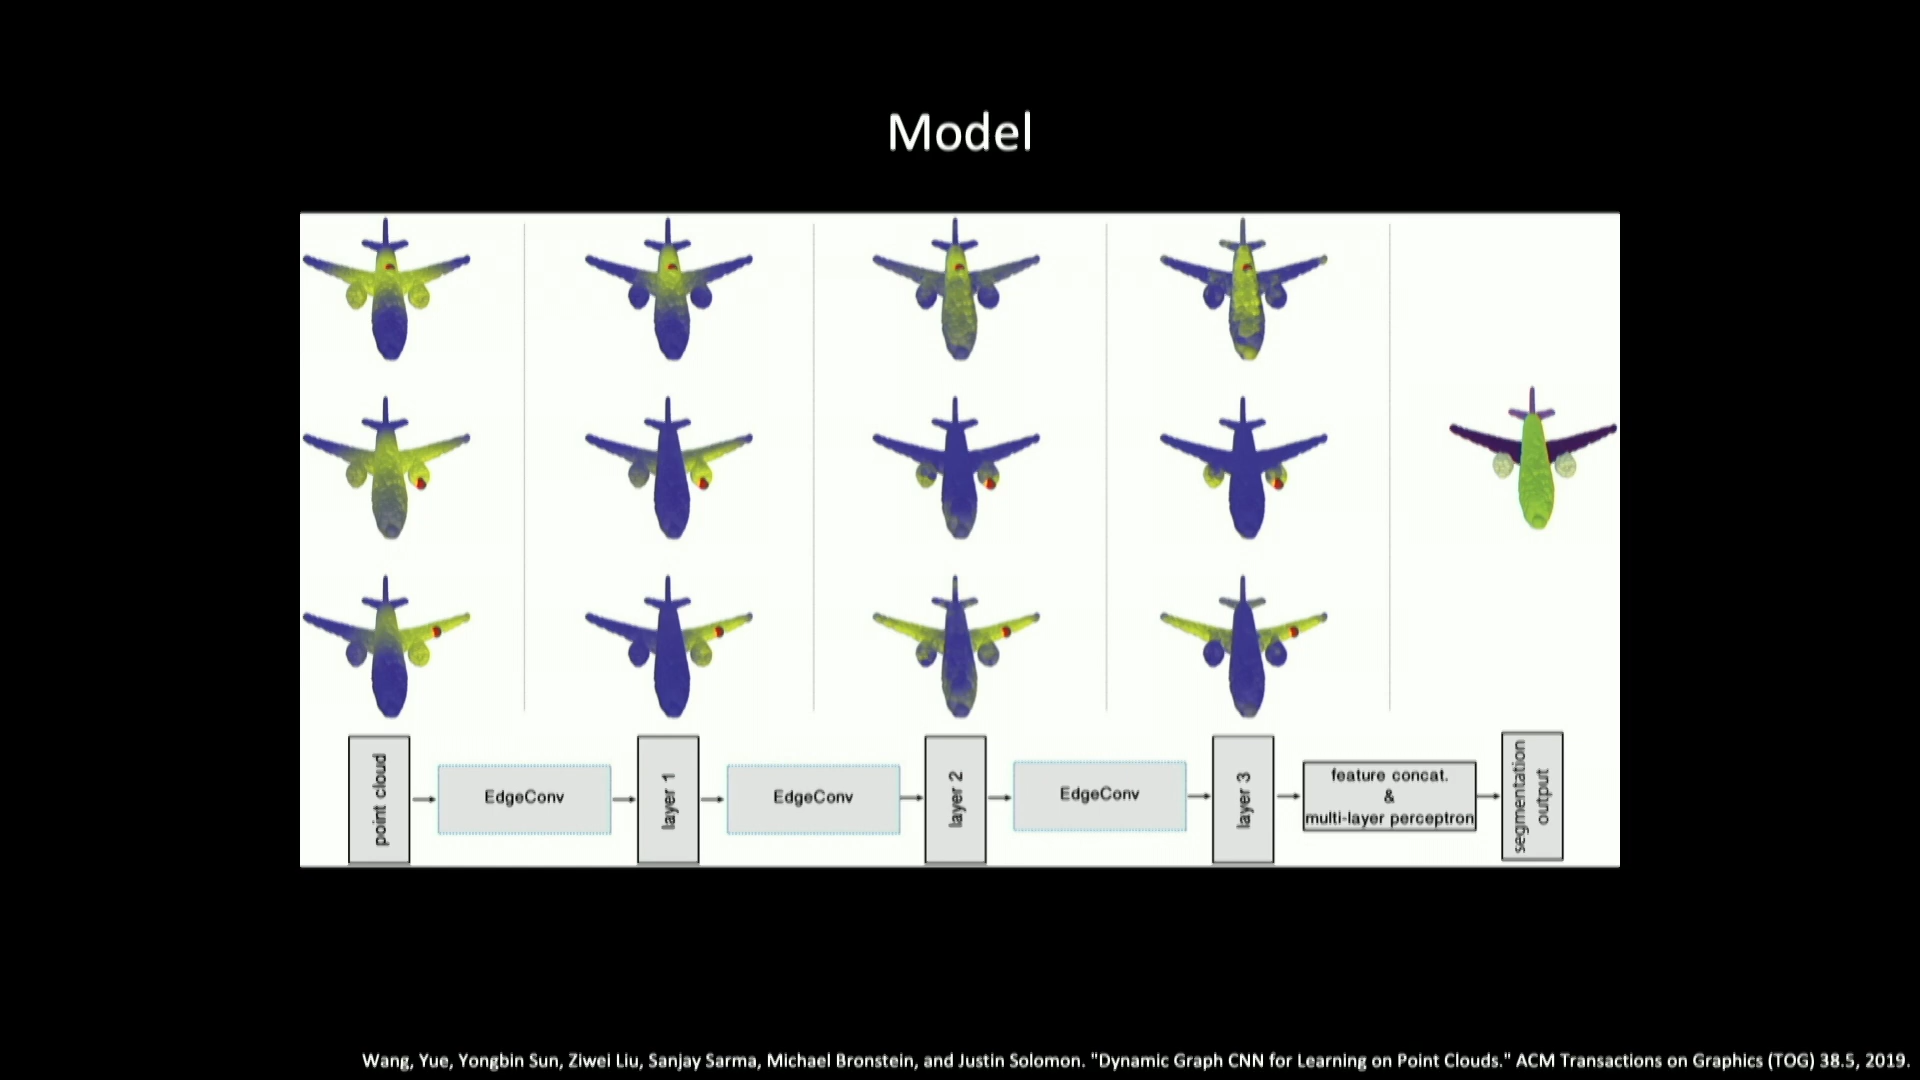 Model
point cloud
EdgeConv
layer 1
EdgeConv
layer 2
EdgeConv
layer 3
feature concat.
&
multi-layer perceptron
segmentation
output
Wang, Yue, Yongbin Sun, Ziwei Liu, Sanjay Sarma, Michael Bronstein, and Justin Solomon. "Dynamic Graph CNN for Learning on Point Clouds." ACM Transactions on Graphics (TOG) 38.5, 2019.